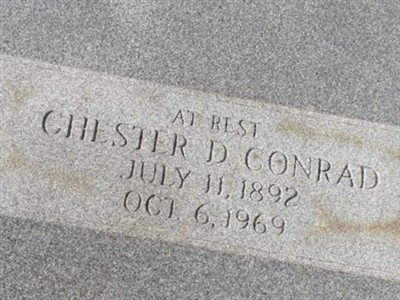 AT REST
CHESTER D CONRAD
JULY 11, 1892
OCT. 6, 1969